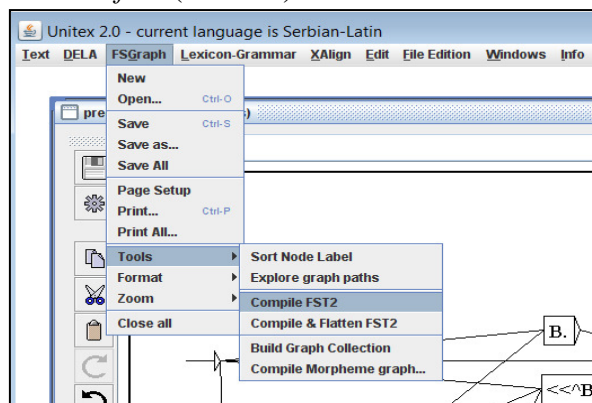 Unitex 2.0 - current language is Serbian-Latin
Text DELA FSGraph Lexicon-Grammar XAlign Edit File Edition Windows Info
New
Open... Ctrl-O
pre
Save Ctrl-S
Save as...
Save All
Page Setup
Print... Ctrl-P
Print All...
Tools
Sort Node Label
Format
Explore graph paths
Zoom
Compile FST2
Close all
Compile & Flatten FST2
B.
Build Graph Collection
Compile Morpheme graph...
<<^B